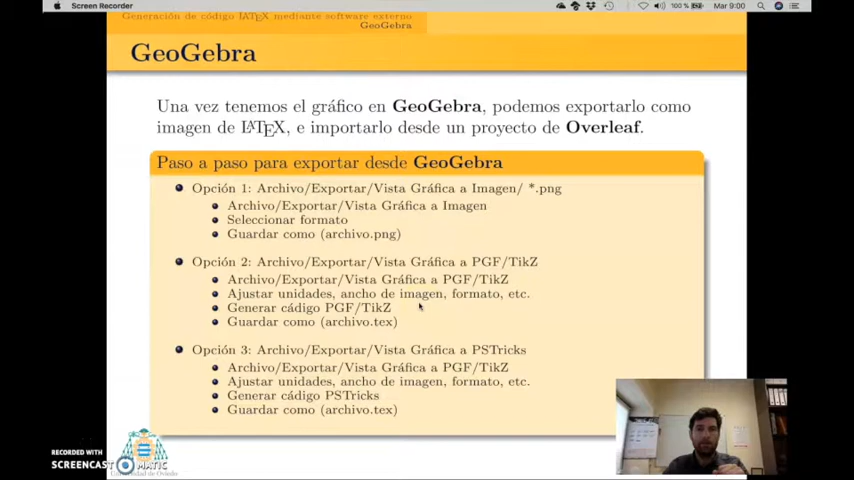 Screen Recorder
100 %
Mar 9:00
Generación de código LATEX mediante software externo
GeoGebra
GeoGebra
Una vez tenemos el gráfico en GeoGebra, podemos exportarlo como
imagen de LATEX, e importarlo desde un proyecto de Overleaf.
Paso a paso para exportar desde GeoGebra
Opción 1: Archivo/Exportar/Vista Gráfica a Imagen/ *.png
Archivo/Exportar/Vista Gráfica a Imagen
Seleccionar formato
Guardar como (archivo.png)
Opción 2: Archivo/Exportar/Vista Gráfica a PGF/TikZ
Archivo/Exportar/Vista Gráfica a PGF/TikZ
Ajustar unidades, ancho de imagen, formato, etc.
Generar cádigo PGF/TikZ
Guardar como (archivo.tex)
Opción 3: Archivo/Exportar/Vista Gráfica a PSTricks
Archivo/Exportar/Vista Gráfica a PGF/TikZ
Ajustar unidades, ancho de imagen, formato, etc.
Generar cádigo PSTricks
Guardar como (archivo.tex)
RECORDED WITH
SCREENCAST MATIC
Universidad de Oviedo